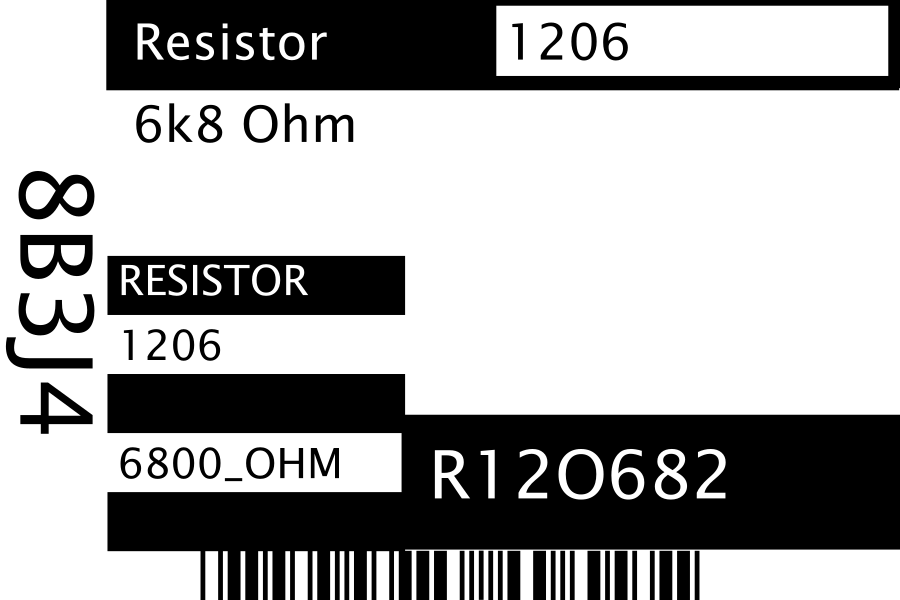 Resistor
1206
6k8 Ohm
8B3J4
RESISTOR
1206
6800_OHM
R12O682